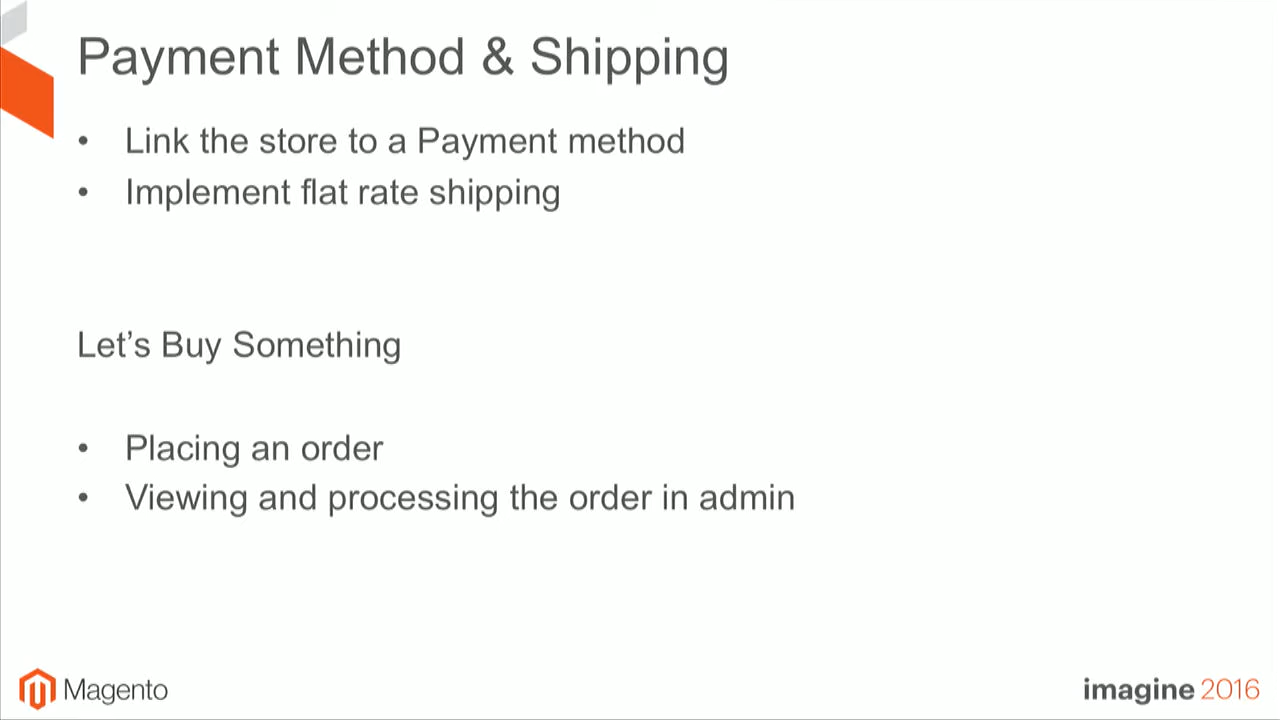 Payment Method & Shipping
• Link the store to a Payment method
• Implement flat rate shipping
Let’s Buy Something
• Placing an order
• Viewing and processing the order in admin
Magento
imagine 2016